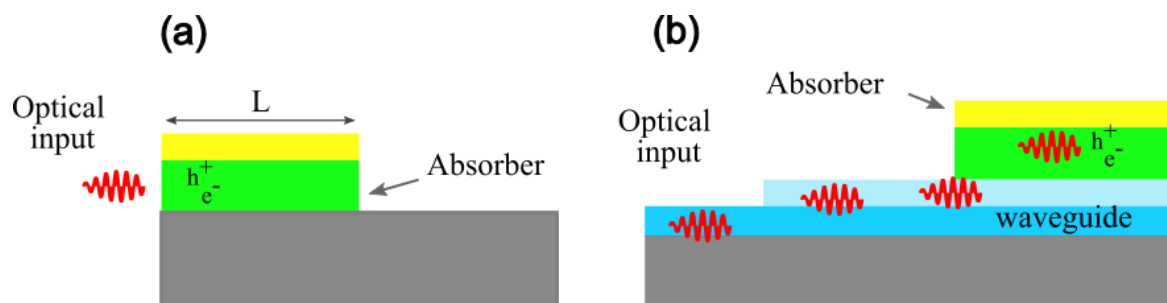 (a)
Optical
input
L
h+
e-
Absorber
(b)
Absorber
Optical
input
h+
e-
waveguide